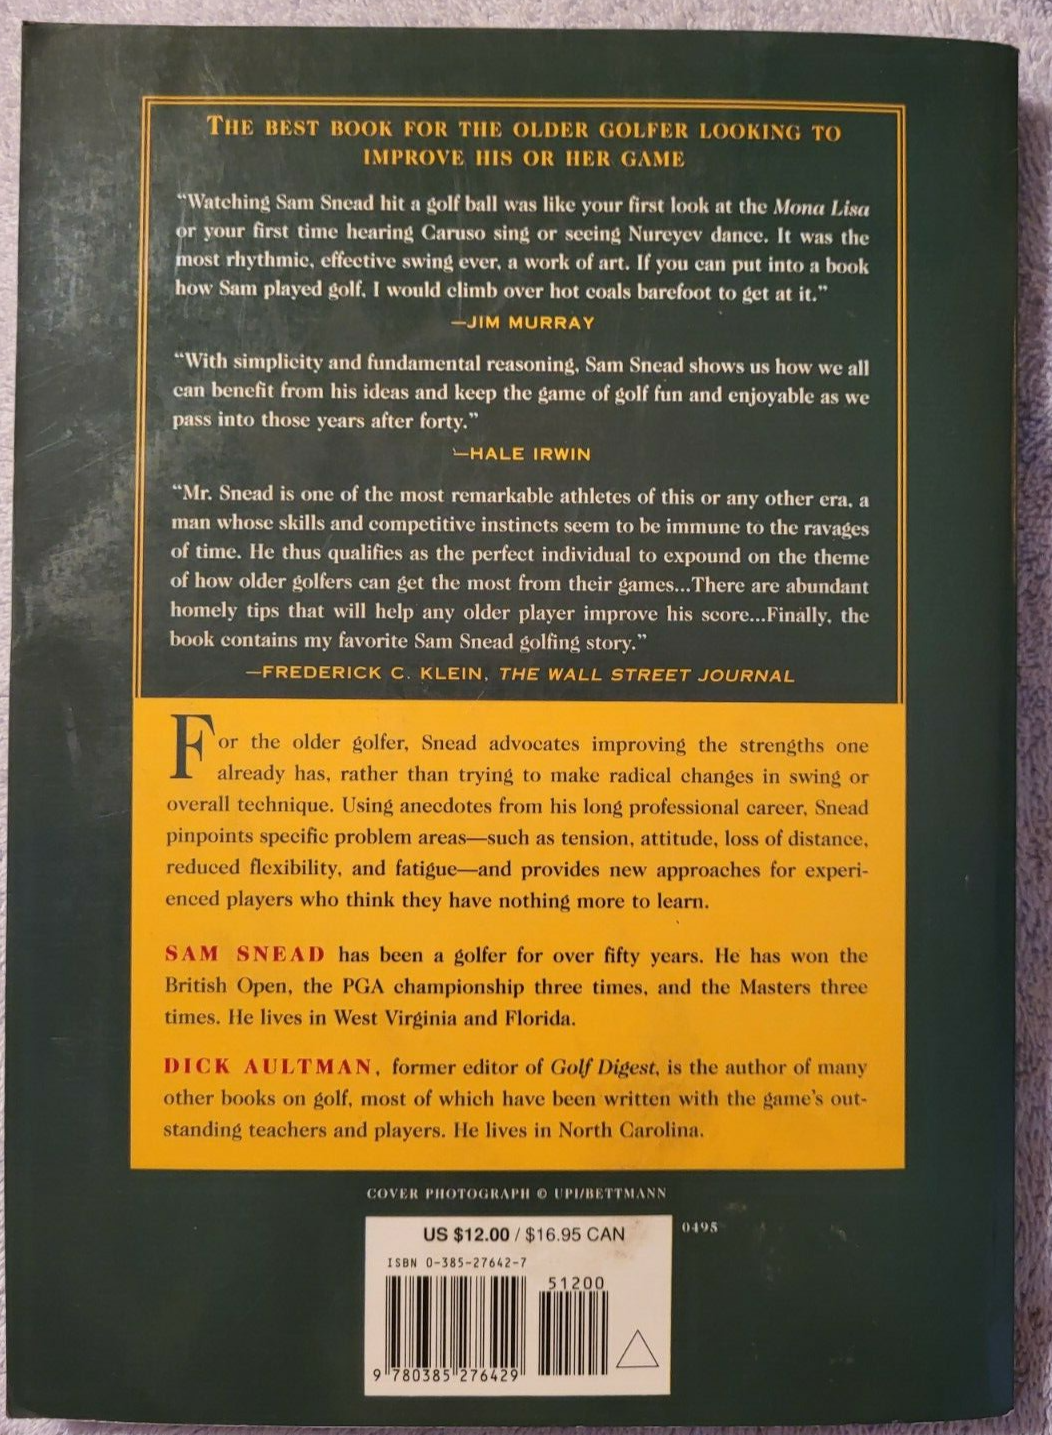 THE BEST BOOK FOR THE OLDER GOLFER LOOKING TO
IMPROVE HIS OR HER GAME
“Watching Sam Snead hit a golf ball was like your first look at the Mona Lisa
or your first time hearing Caruso sing or seeing Nureyev dance. It was the
most rhythmic, effective swing ever, a work of art. If you can put into a book
how Sam played golf, I would climb over hot coals barefoot to get at it.”
—JIM MURRAY
“With simplicity and fundamental reasoning, Sam Snead shows us how we all
can benefit from his ideas and keep the game of golf fun and enjoyable as we
pass into those years after forty.”
—HALE IRWIN
“Mr. Snead is one of the most remarkable athletes of this or any other era, a
man whose skills and competitive instincts seem to be immune to the ravages
of time. He thus qualifies as the perfect individual to expound on the theme
of how older golfers can get the most from their games...There are abundant
homely tips that will help any older player improve his score...Finally, the
book contains my favorite Sam Snead golfing story.”
—FREDERICK C. KLEIN, THE WALL STREET JOURNAL
For the older golfer, Snead advocates improving the strengths one
already has, rather than trying to make radical changes in swing or
overall technique. Using anecdotes from his long professional career, Snead
pinpoints specific problem areas—such as tension, attitude, loss of distance,
reduced flexibility, and fatigue—and provides new approaches for experi-
enced players who think they have nothing more to learn.
SAM SNEAD has been a golfer for over fifty years. He has won the
British Open, the PGA championship three times, and the Masters three
times. He lives in West Virginia and Florida.
DICK AULTMAN, former editor of Golf Digest, is the author of many
other books on golf, most of which have been written with the game's out-
standing teachers and players. He lives in North Carolina.
COVER PHOTOGRAPH © UPI/BETTMANN
US $12.00 / $16.95 CAN
0495
ISBN 0-385-27642-7
51200
9 780385 276429